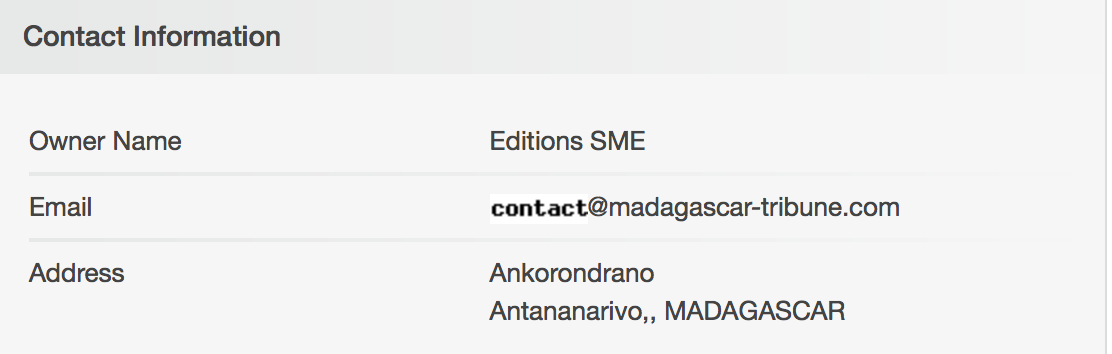 Contact Information
Owner Name Editions SME
Email contact@madagascar-tribune.com
Address Ankorondrano
Antananarivo,, MADAGASCAR